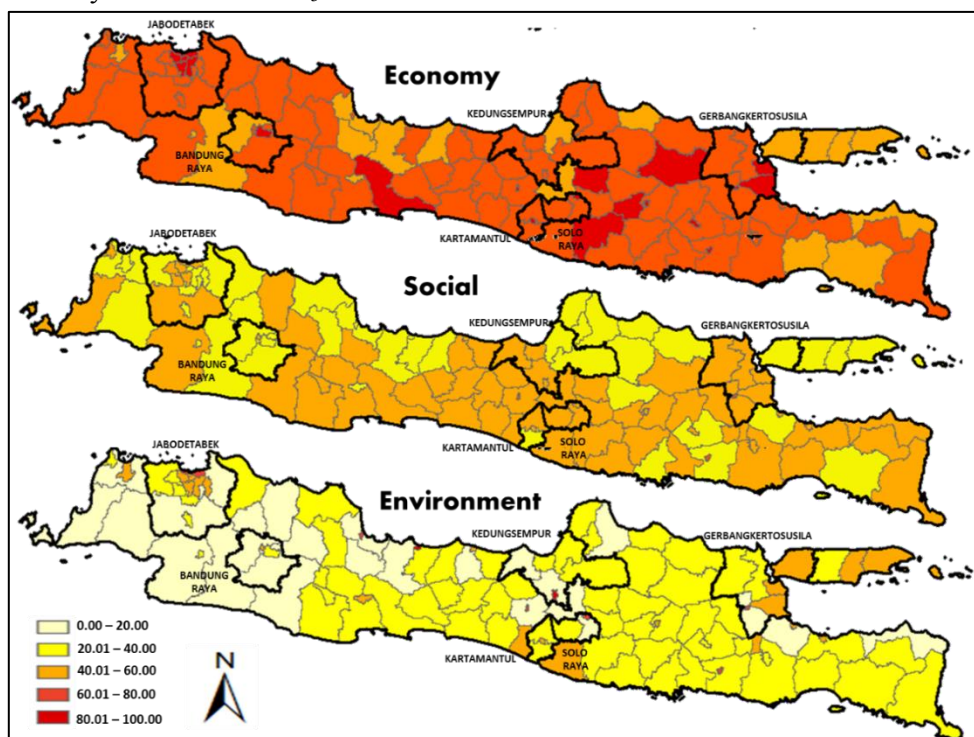 JABODETABEK
Economy
KEDUNGSEMPUR
GERBANGKERTOSUSILA
BANDUNG
RAYA
KARTAMANTUL
SOLO
RAYA
JABODETABEK
Social
KEDUNGSEMPUR
GERBANGKERTOSUSILA
BANDUNG
RAYA
KARTAMANTUL
SOLO
RAYA
JABODETABEK
Environment
KEDUNGSEMPUR
GERBANGKERTOSUSILA
BANDUNG
RAYA
KARTAMANTUL
SOLO
RAYA
0.00 – 20.00
20.01 – 40.00
40.01 – 60.00
60.01 – 80.00
80.01 – 100.00
N